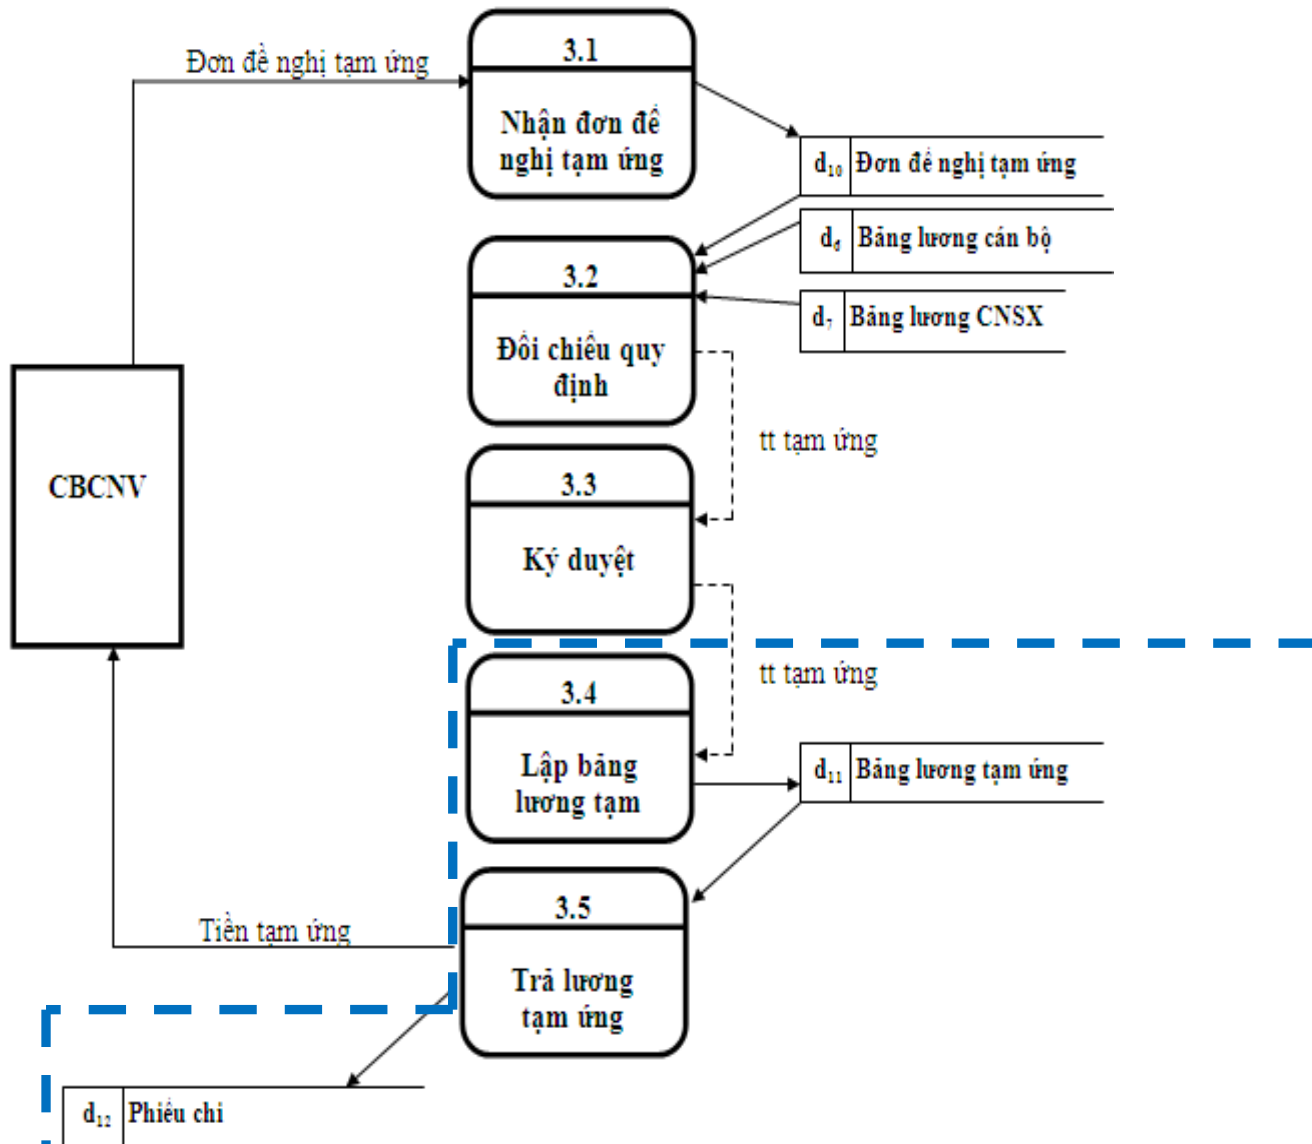 3.1
Đơn đề nghị tạm ứng
Nhận đơn đề
nghị tạm ứng
d₁₀ Đơn đề nghị tạm ứng
d₆ Bảng lương cán bộ
3.2
d₇ Bảng lương CNSX
Đối chiếu quy
định
tt tạm ứng
CBCNV
3.3
Ký duyệt
tt tạm ứng
3.4
Lập bảng
lương tạm
d₁₁ Bảng lương tạm ứng
3.5
Tiền tạm ứng
Trả lương
tạm ứng
d₁₂ Phiếu chi